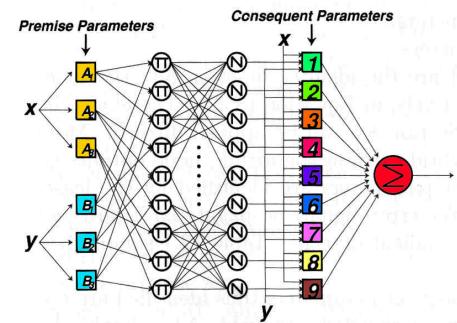 Premise Parameters
Consequent Parameters
x
A1 Π N 1
Π N 2
x A2 Π N 3
A3 Π N 4
Π N 5 Σ
B1 Π N 6
y B2 Π N 7
Π N 8
B3 Π N 9
y